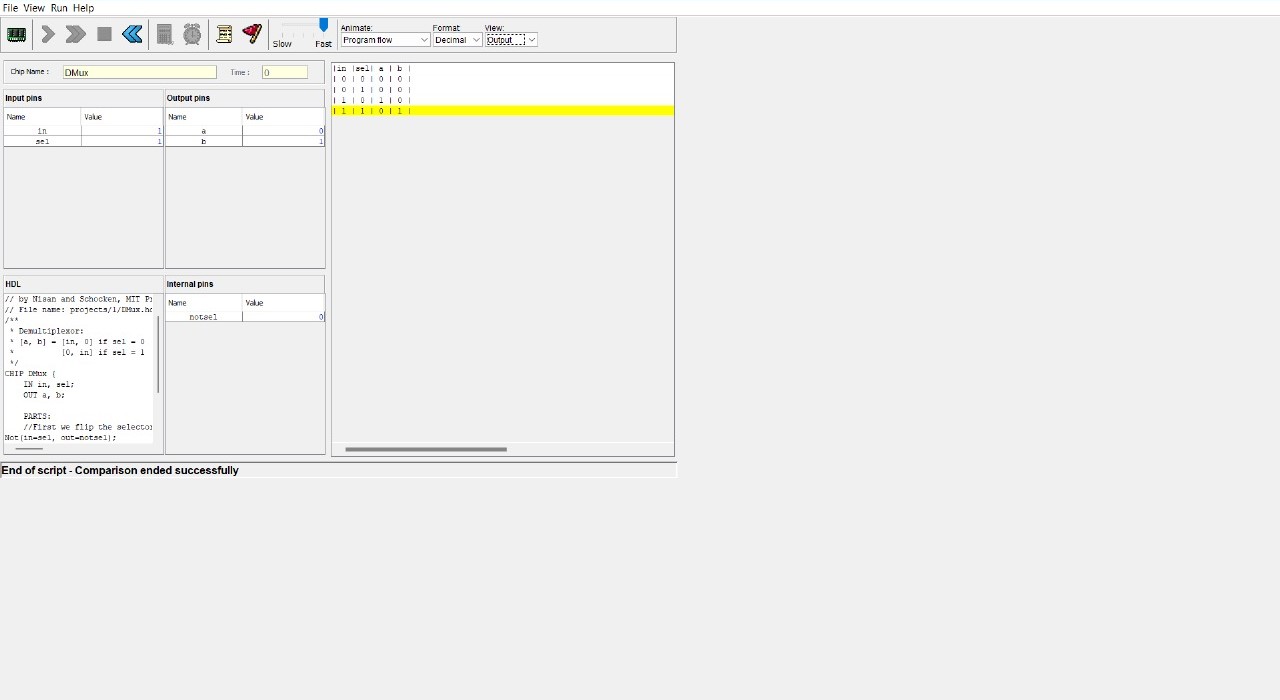 File View Run Help
Slow Fast
Animate: Format View:
Program flow Decimal Output
Chip Name : DMux Time : 0
Input pins Output pins
Name Value Name Value
in 1 a 0
sel 1 b 1
|in |sel| a | b |
| 0 | 0 | 0 | 0 |
| 0 | 1 | 0 | 0 |
| 1 | 0 | 1 | 0 |
| 1 | 1 | 0 | 1 |
HDL
// by Nisan and Schocken, MIT Pr
// File name: projects/1/DMux.hd
/**
* Demultiplexor:
* [a, b] = [in, 0] if sel = 0
* [0, in] if sel = 1
*/
CHIP DMux {
IN in, sel;
OUT a, b;
PARTS:
//First we flip the selector
Not(in=sel, out=notsel);
Internal pins
Name Value
notsel 0
End of script - Comparison ended successfully